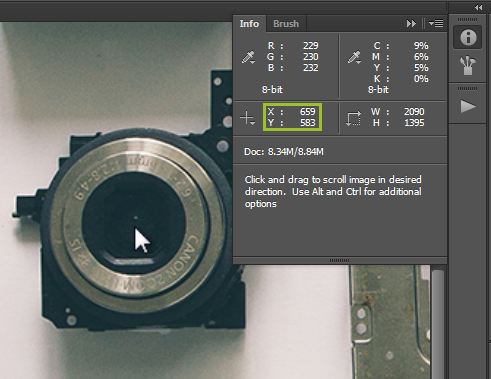 Info Brush
R : 229
G : 230
B : 232
8-bit
C : 9%
M : 6%
Y : 5%
K : 0%
8-bit
X : 659
Y : 583
W : 2090
H : 1395
Doc: 8.34M/8.84M
Click and drag to scroll image in desired
direction. Use Alt and Ctrl for additional
options
CANON ZOOM